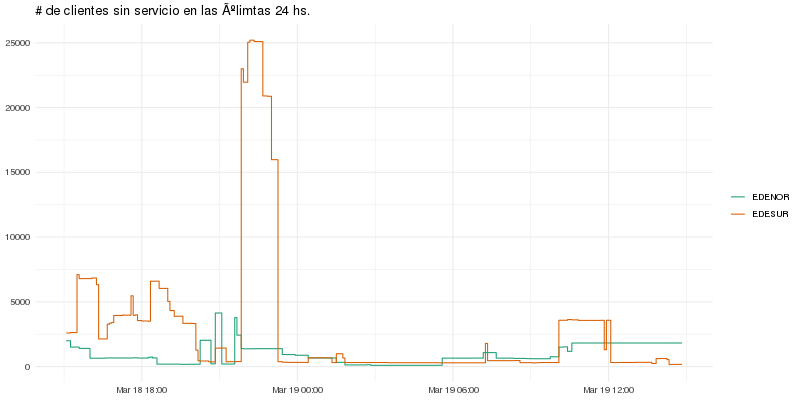 # de clientes sin servicio en las Ãºlimtas 24 hs.
25000
20000
15000
10000
5000
0
Mar 18 18:00
Mar 19 00:00
Mar 19 06:00
Mar 19 12:00
EDENOR
EDESUR